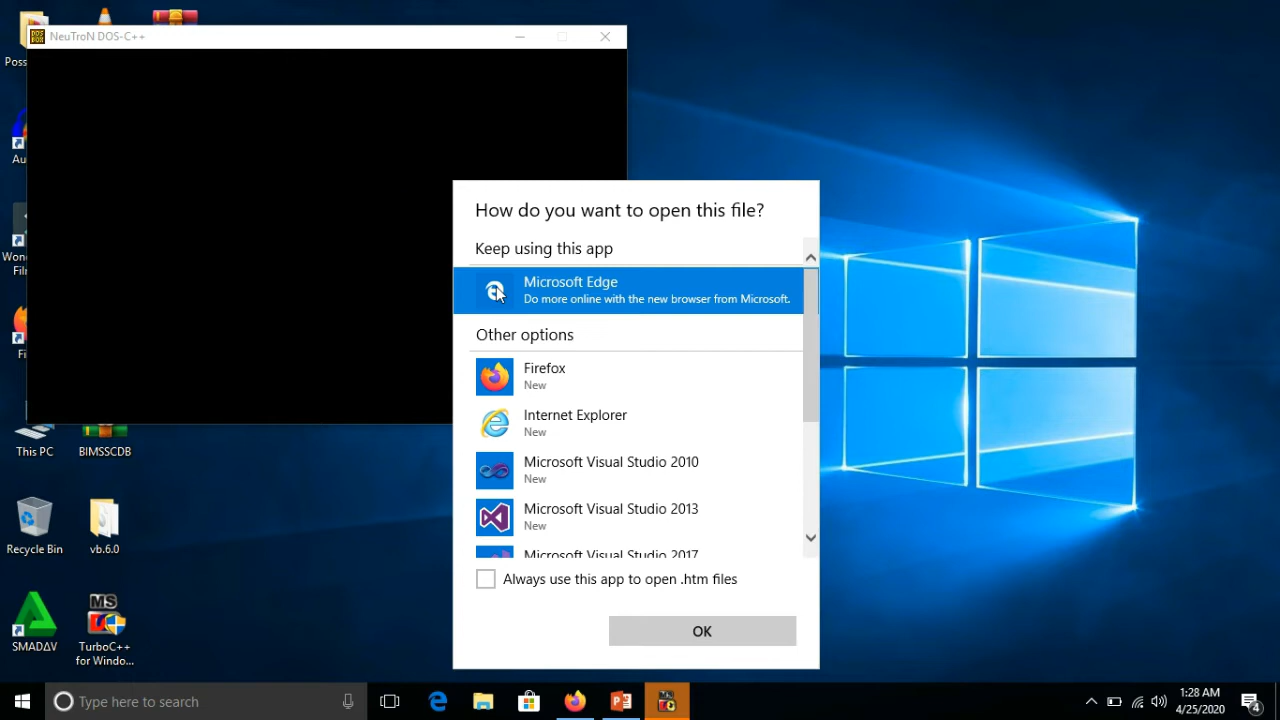 NeuTroN DOS-C++
How do you want to open this file?
Keep using this app
Microsoft Edge
Do more online with the new browser from Microsoft.
Other options
Firefox
New
Internet Explorer
New
Microsoft Visual Studio 2010
New
Microsoft Visual Studio 2013
New
Microsoft Visual Studio 2017
Always use this app to open .htm files
OK
Poss
Au
Won
Fil
Fi
This PC
BIMSSCDB
Recycle Bin
vb.6.0
SMADΔV
MS
TurboC++
for Windo...
Type here to search
1:28 AM
4/25/2020
4